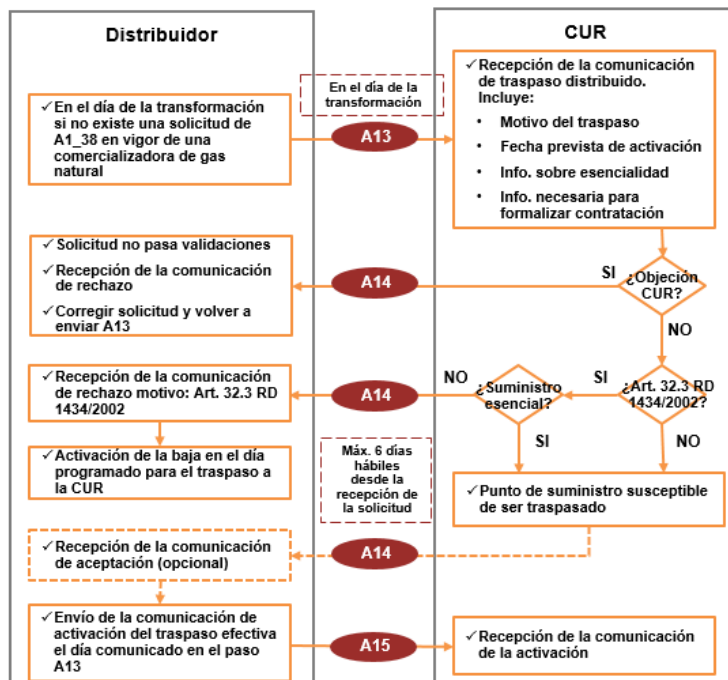 Distribuidor
CUR
✓ En el día de la transformación
si no existe una solicitud de
A1_38 en vigor de una
comercializadora de gas
natural
En el día de la
transformación
A13
✓ Recepción de la comunicación
de traspaso distribuido.
Incluye:
• Motivo del traspaso
• Fecha prevista de activación
• Info. sobre esencialidad
• Info. necesaria para
formalizar contratación
✓ Solicitud no pasa validaciones
✓ Recepción de la comunicación
de rechazo
✓ Corregir solicitud y volver a
enviar A13
A14
SI
¿Objeción
CUR?
NO
✓ Recepción de la comunicación
de rechazo motivo: Art. 32.3 RD
1434/2002
A14
NO
¿Suministro
esencial?
SI
¿Art. 32.3 RD
1434/2002?
SI
NO
✓ Activación de la baja en el día
programado para el traspaso a
la CUR
Máx. 6 días
hábiles
desde la
recepción de
la solicitud
✓ Punto de suministro susceptible
de ser traspasado
✓ Recepción de la comunicación
de aceptación (opcional)
A14
✓ Envío de la comunicación de
activación del traspaso efectiva
el día comunicado en el paso
A13
A15
✓ Recepción de la comunicación
de la activación